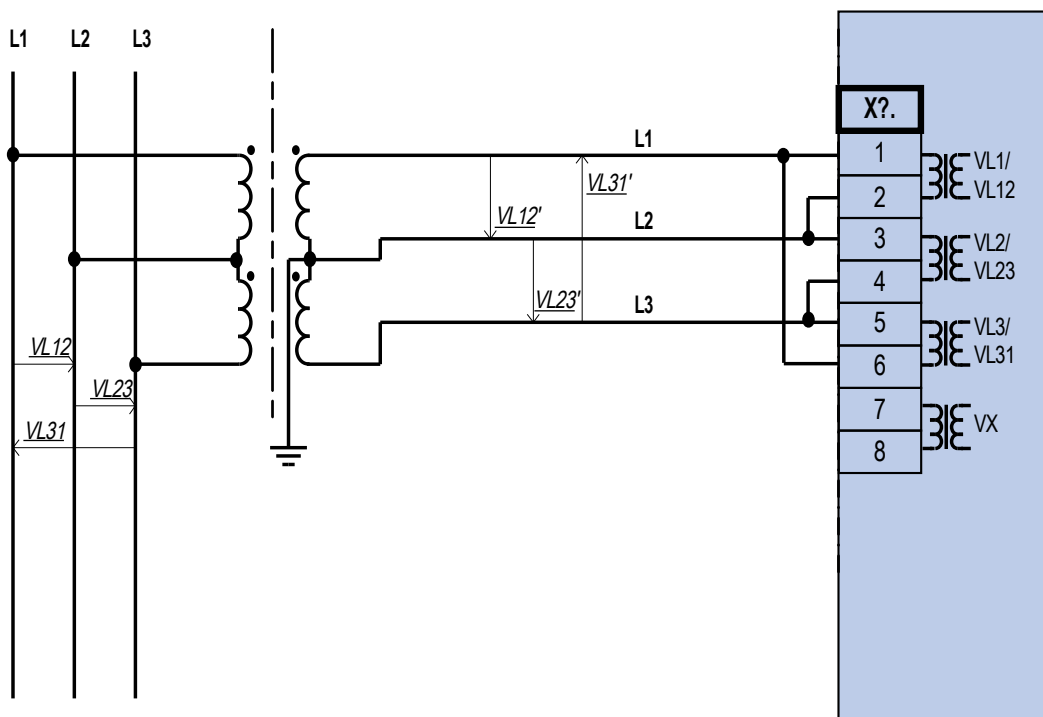 L1 L2 L3
X?.
L1
1
VL1/
VL12
2
VL31'
VL12'
L2
3
VL2/
VL23
4
VL23'
L3
5
VL3/
VL31
6
VL12
VL23
7
VX
VL31
8